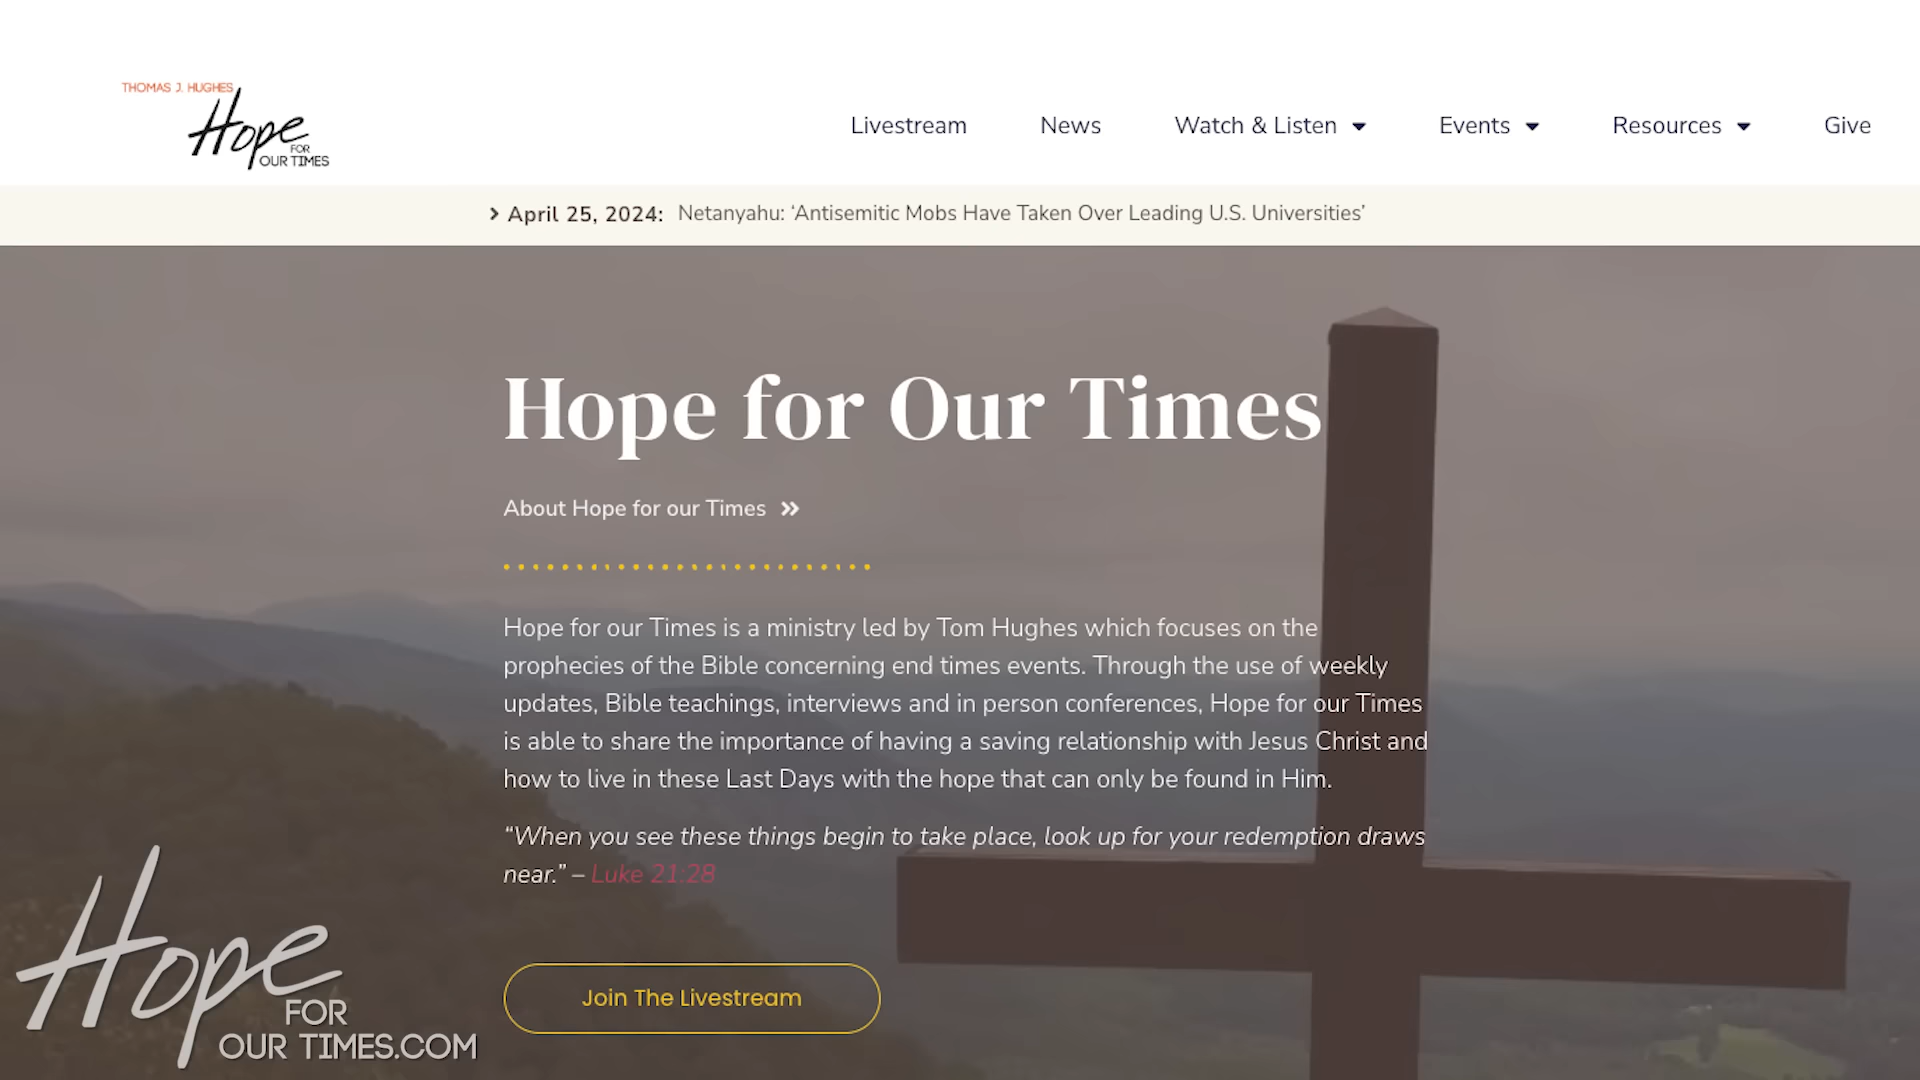 THOMAS J. HUGHES
Hope
FOR
OUR TIMES
Livestream
News
Watch & Listen
Events
Resources
Give
April 25, 2024: Netanyahu: ‘Antisemitic Mobs Have Taken Over Leading U.S. Universities’
Hope for Our Times
About Hope for our Times
Hope for our Times is a ministry led by Tom Hughes which focuses on the
prophecies of the Bible concerning end times events. Through the use of weekly
updates, Bible teachings, interviews and in person conferences, Hope for our Times
is able to share the importance of having a saving relationship with Jesus Christ and
how to live in these Last Days with the hope that can only be found in Him.
“When you see these things begin to take place, look up for your redemption draws
near.” – Luke 21:28
Join The Livestream
Hope
FOR
OUR TIMES.COM